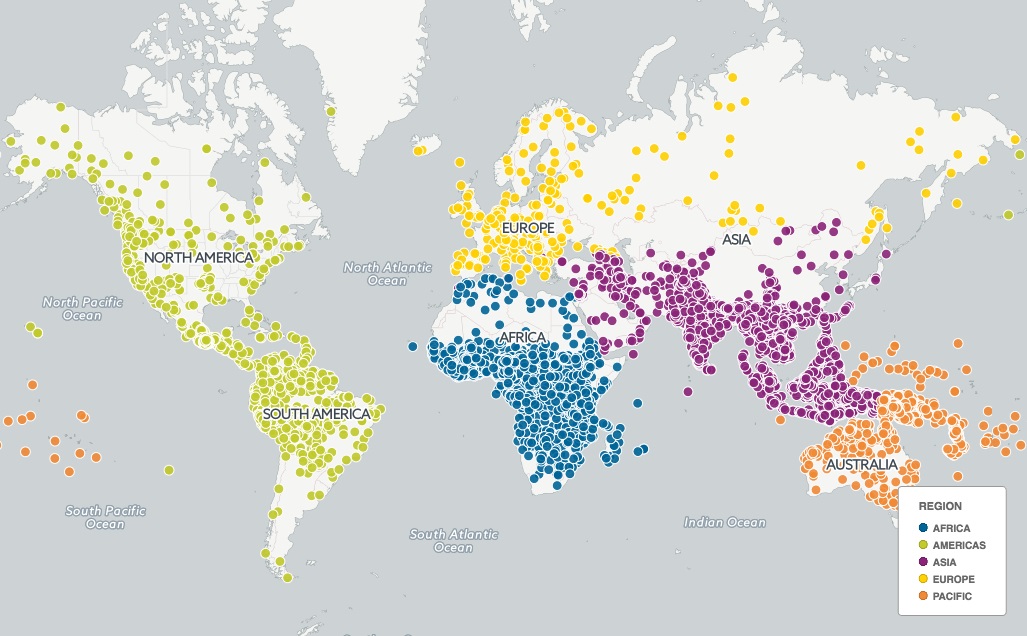 EUROPE
ASIA
NORTH AMERICA
North Atlantic
Ocean
North Pacific
Ocean
AFRICA
SOUTH AMERICA
AUSTRALIA
South Pacific
Ocean
South Atlantic
Ocean
Indian Ocean
REGION
AFRICA
AMERICAS
ASIA
EUROPE
PACIFIC